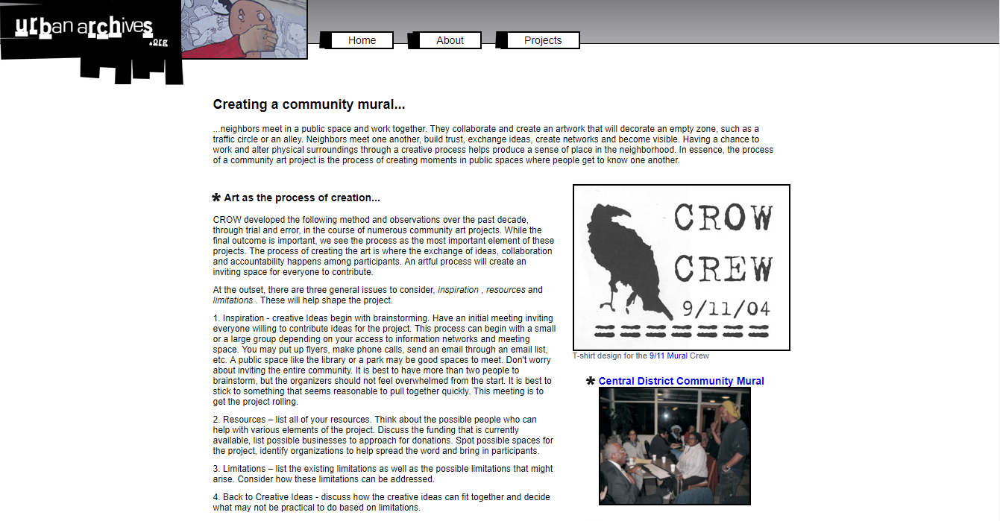 urban archives
.org
Home
About
Projects
Creating a community mural...
...neighbors meet in a public space and work together. They collaborate and create an artwork that will decorate an empty zone, such as a
traffic circle or an alley. Neighbors meet one another, build trust, exchange ideas, create networks and become visible. Having a chance to
work and alter physical surroundings through a creative process helps produce a sense of place in the neighborhood. In essence, the process
of a community art project is the process of creating moments in public spaces where people get to know one another.
* Art as the process of creation...
CROW developed the following method and observations over the past decade,
through trial and error, in the course of numerous community art projects. While the
final outcome is important, we see the process as the most important element of these
projects. The process of creating the art is where the exchange of ideas, collaboration
and accountability happens among participants. An artful process will create an
inviting space for everyone to contribute.
At the outset, there are three general issues to consider, inspiration , resources and
limitations . These will help shape the project.
1. Inspiration - creative Ideas begin with brainstorming. Have an initial meeting inviting
everyone willing to contribute ideas for the project. This process can begin with a small
or a large group depending on your access to information networks and meeting
space. You may put up flyers, make phone calls, send an email through an email list,
etc. A public space like the library or a park may be good spaces to meet. Don't worry
about inviting the entire community. It is best to have more than two people to
brainstorm, but the organizers should not feel overwhelmed from the start. It is best to
stick to something that seems reasonable to pull together quickly. This meeting is to
get the project rolling.
2. Resources – list all of your resources. Think about the possible people who can
help with various elements of the project. Discuss the funding that is currently
available, list possible businesses to approach for donations. Spot possible spaces for
the project, identify organizations to help spread the word and bring in participants.
3. Limitations – list the existing limitations as well as the possible limitations that might
arise. Consider how these limitations can be addressed.
4. Back to Creative Ideas - discuss how the creative ideas can fit together and decide
what may not be practical to do based on limitations.
CROW
CREW
9/11/04
T-shirt design for the 9/11 Mural Crew
* Central District Community Mural